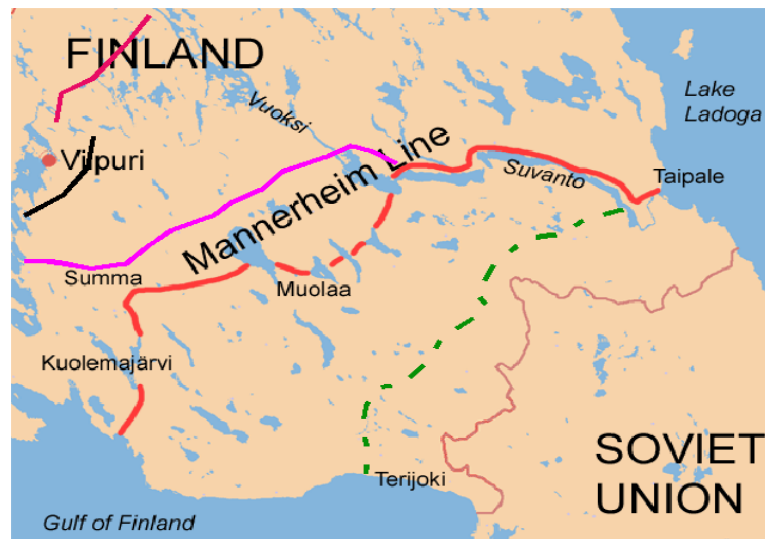 FINLAND
Lake
Ladoga
Vuoksi
Viipuri
Mannerheim Line
Suvanto
Taipale
Summa
Muolaa
Kuolemajärvi
SOVIET
UNION
Terijoki
Gulf of Finland